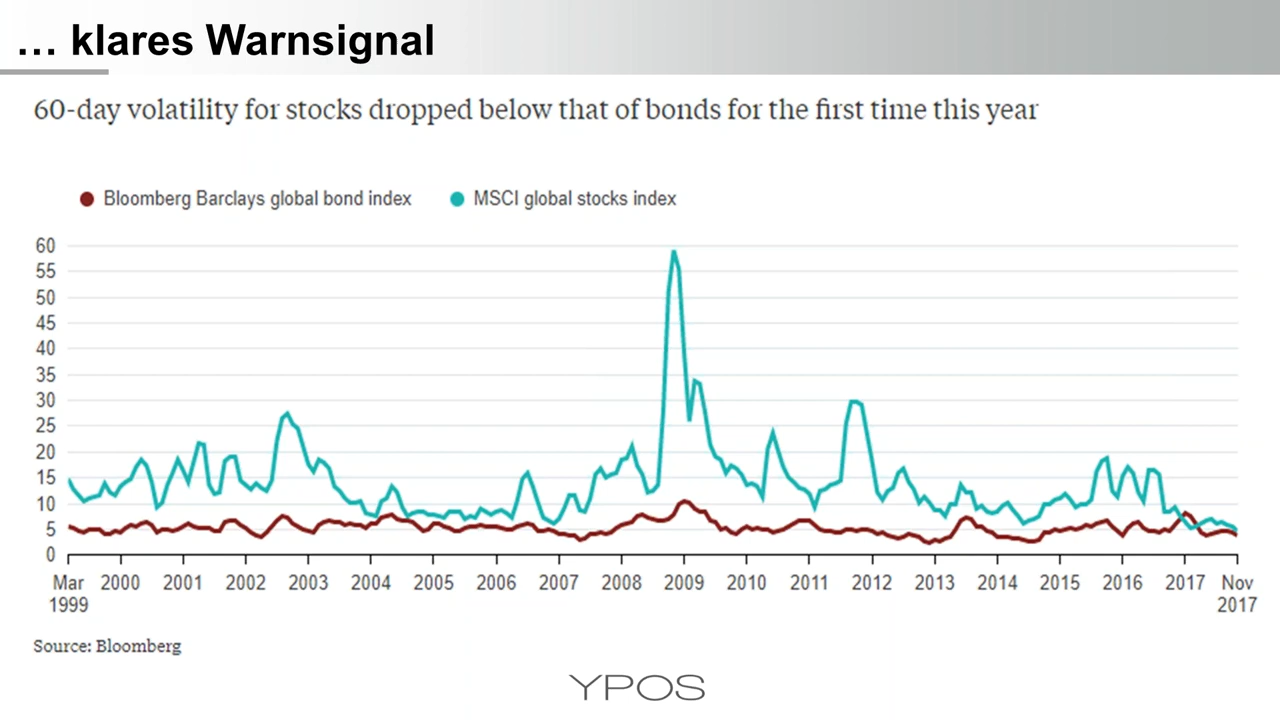 … klares Warnsignal
60-day volatility for stocks dropped below that of bonds for the first time this year
Bloomberg Barclays global bond index MSCI global stocks index
60
55
50
45
40
35
30
25
20
15
10
5
0
Mar 1999 2000 2001 2002 2003 2004 2005 2006 2007 2008 2009 2010 2011 2012 2013 2014 2015 2016 2017 Nov 2017
Source: Bloomberg
YPOS